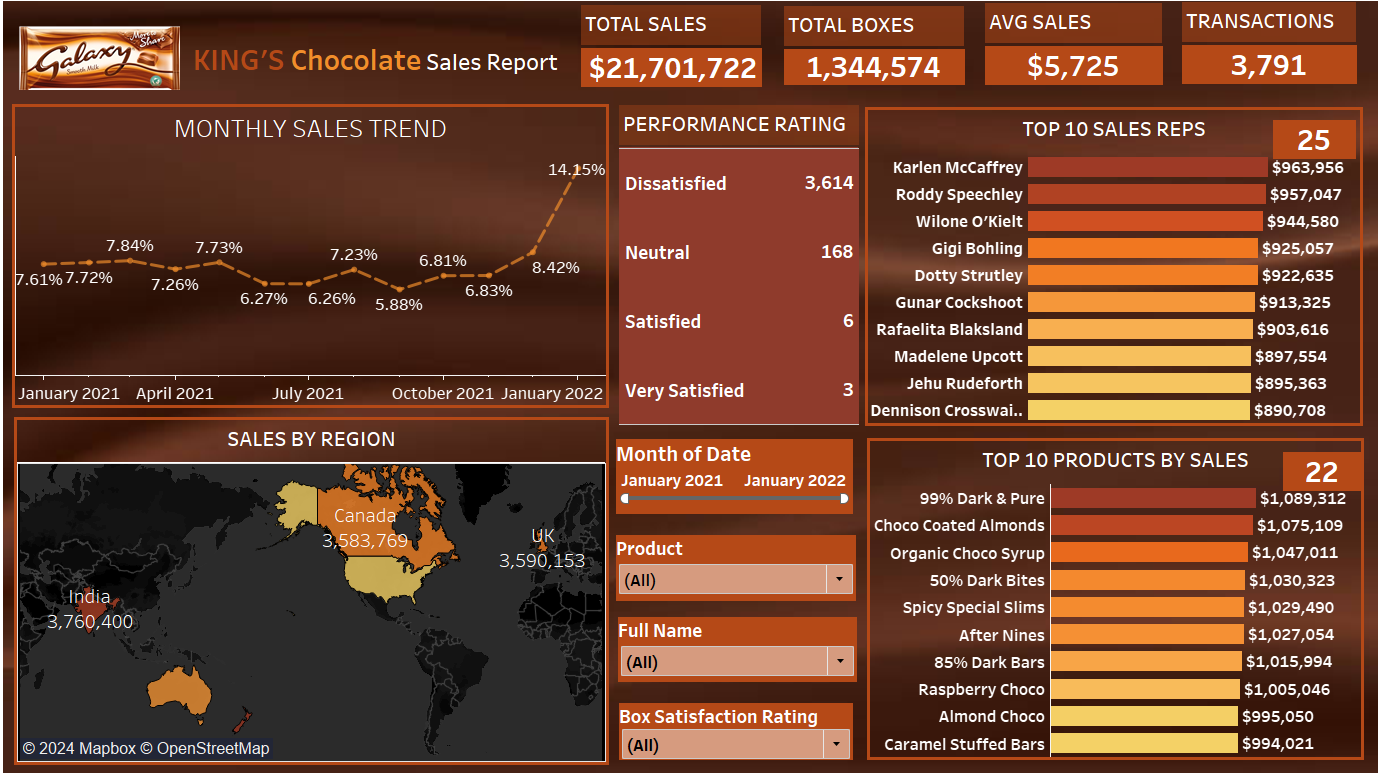 Galaxy
More to Share
Smooth Milk
KING'S Chocolate Sales Report
TOTAL SALES
$21,701,722
TOTAL BOXES
1,344,574
AVG SALES
$5,725
TRANSACTIONS
3,791
MONTHLY SALES TREND
7.61%
7.72%
7.84%
7.26%
7.73%
6.27%
6.26%
7.23%
5.88%
6.81%
6.83%
8.42%
14.15%
January 2021
April 2021
July 2021
October 2021
January 2022
PERFORMANCE RATING
Dissatisfied 3,614
Neutral 168
Satisfied 6
Very Satisfied 3
TOP 10 SALES REPS
25
Karlen McCaffrey $963,956
Roddy Speechley $957,047
Wilone O'Kielt $944,580
Gigi Bohling $925,057
Dotty Strutley $922,635
Gunar Cockshoot $913,325
Rafaelita Blaksland $903,616
Madelene Upcott $897,554
Jehu Rudeforth $895,363
Dennison Crosswai.. $890,708
SALES BY REGION
Canada
3,583,769
UK
3,590,153
India
3,760,400
© 2024 Mapbox © OpenStreetMap
Month of Date
January 2021 January 2022
Product
(All)
Full Name
(All)
Box Satisfaction Rating
(All)
TOP 10 PRODUCTS BY SALES
22
99% Dark & Pure $1,089,312
Choco Coated Almonds $1,075,109
Organic Choco Syrup $1,047,011
50% Dark Bites $1,030,323
Spicy Special Slims $1,029,490
After Nines $1,027,054
85% Dark Bars $1,015,994
Raspberry Choco $1,005,046
Almond Choco $995,050
Caramel Stuffed Bars $994,021